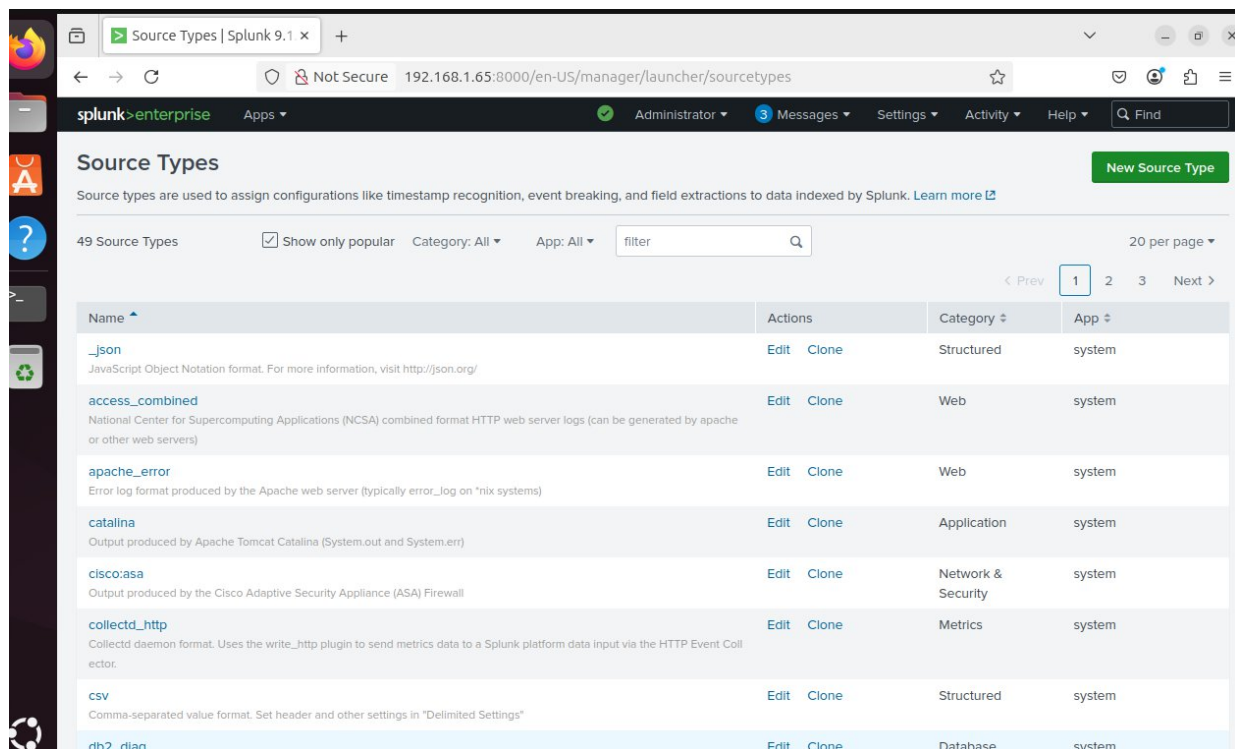 Source Types | Splunk 9.1
Not Secure 192.168.1.65:8000/en-US/manager/launcher/sourcetypes
splunk>enterprise Apps Administrator 3 Messages Settings Activity Help Find
Source Types
New Source Type
Source types are used to assign configurations like timestamp recognition, event breaking, and field extractions to data indexed by Splunk. Learn more
49 Source Types Show only popular Category: All App: All filter 20 per page
< Prev 1 2 3 Next >
Name Actions Category App
_json Edit Clone Structured system
JavaScript Object Notation format. For more information, visit http://json.org/
access_combined Edit Clone Web system
National Center for Supercomputing Applications (NCSA) combined format HTTP web server logs (can be generated by apache
or other web servers)
apache_error Edit Clone Web system
Error log format produced by the Apache web server (typically error_log on *nix systems)
catalina Edit Clone Application system
Output produced by Apache Tomcat Catalina (System.out and System.err)
cisco:asa Edit Clone Network & system
Output produced by the Cisco Adaptive Security Appliance (ASA) Firewall Security
collectd_http Edit Clone Metrics system
Collectd daemon format. Uses the write_http plugin to send metrics data to a Splunk platform data input via the HTTP Event Coll
ector.
csv Edit Clone Structured system
Comma-separated value format. Set header and other settings in "Delimited Settings"
db2_diag Edit Clone Database system